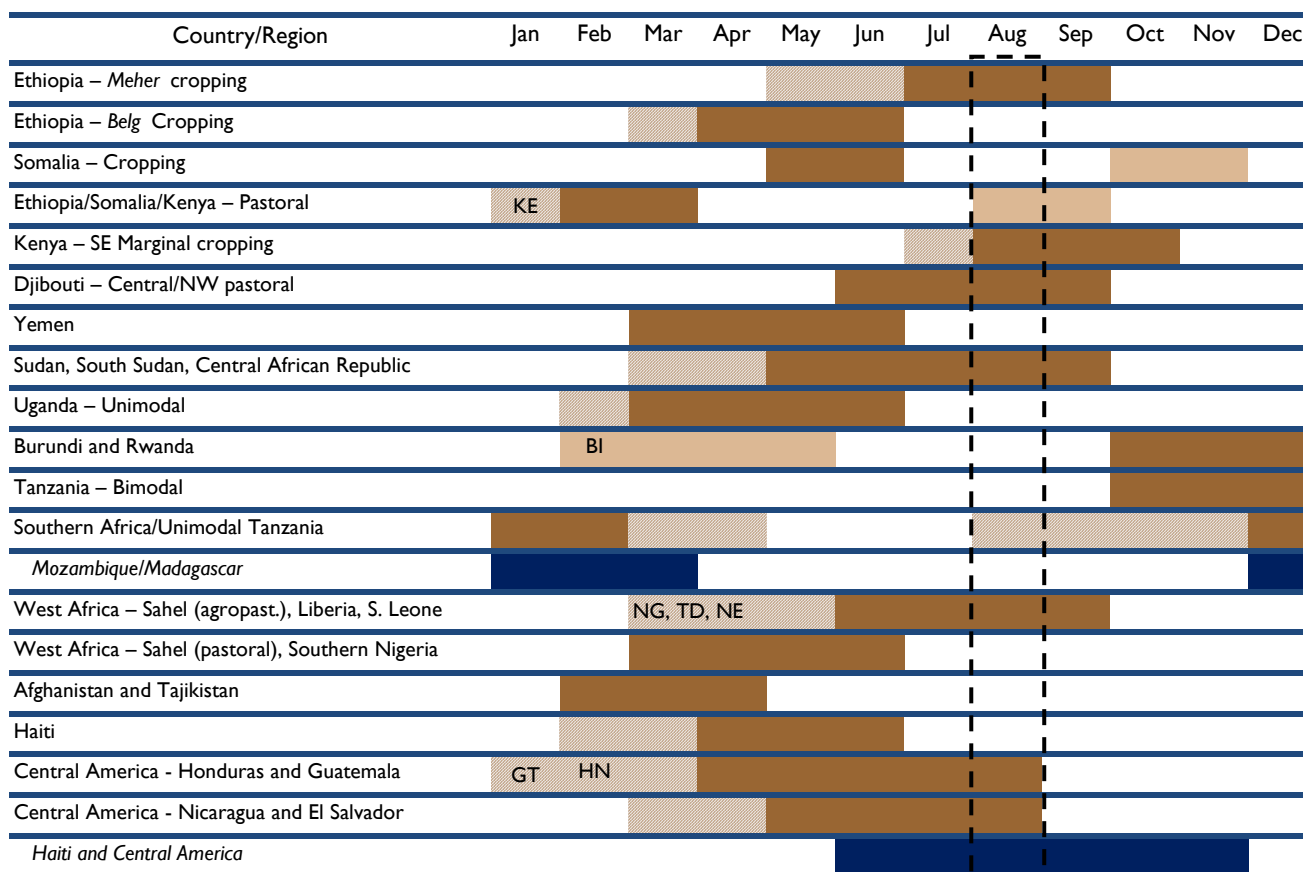 Country/Region Jan Feb Mar Apr May Jun Jul Aug Sep Oct Nov Dec
Ethiopia – Meher cropping
Ethiopia – Belg Cropping
Somalia – Cropping
Ethiopia/Somalia/Kenya – Pastoral KE
Kenya – SE Marginal cropping
Djibouti – Central/NW pastoral
Yemen
Sudan, South Sudan, Central African Republic
Uganda – Unimodal
Burundi and Rwanda BI
Tanzania – Bimodal
Southern Africa/Unimodal Tanzania
Mozambique/Madagascar
West Africa – Sahel (agropast.), Liberia, S. Leone NG, TD, NE
West Africa – Sahel (pastoral), Southern Nigeria
Afghanistan and Tajikistan
Haiti
Central America - Honduras and Guatemala GT HN
Central America - Nicaragua and El Salvador
Haiti and Central America